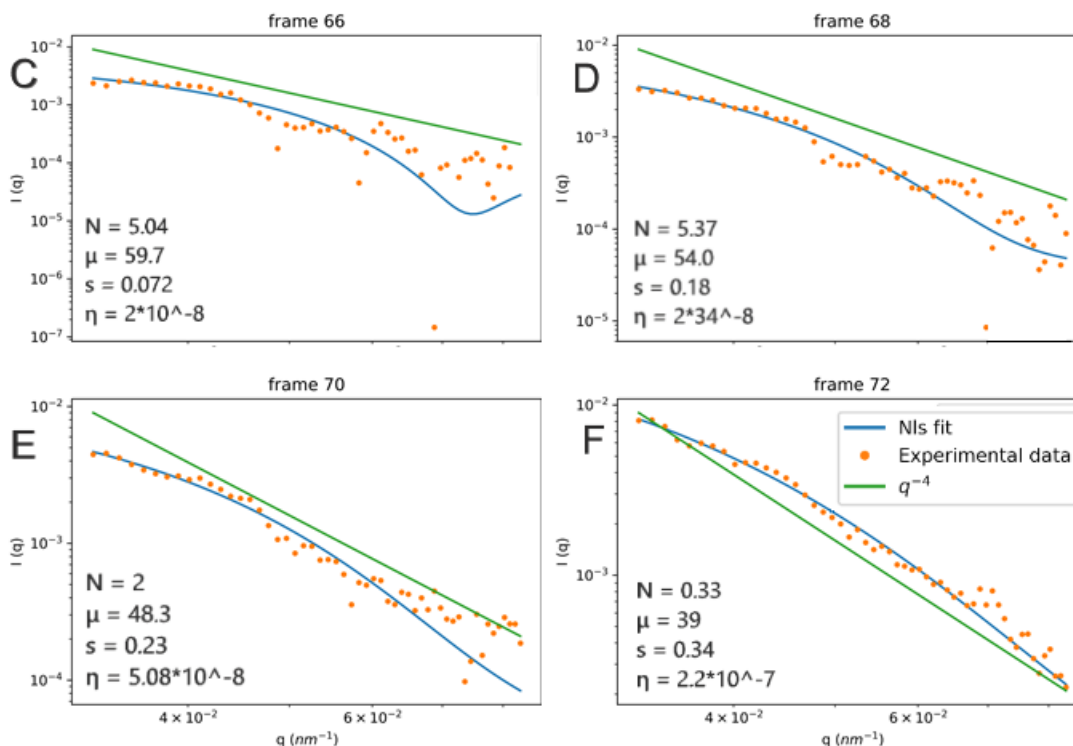 frame 66
C
10^-2
10^-3
10^-4
10^-5
10^-6
10^-7
I (q)
N = 5.04
μ = 59.7
s = 0.072
η = 2*10^-8
frame 68
D
10^-2
10^-3
10^-4
10^-5
I (q)
N = 5.37
μ = 54.0
s = 0.18
η = 2*34^-8
frame 70
E
10^-2
10^-3
10^-4
I (q)
N = 2
μ = 48.3
s = 0.23
η = 5.08*10^-8
4 × 10^-2
6 × 10^-2
q (nm^-1)
frame 72
F
10^-2
10^-3
I (q)
Nls fit
Experimental data
q^-4
N = 0.33
μ = 39
s = 0.34
η = 2.2*10^-7
4 × 10^-2
6 × 10^-2
q (nm^-1)